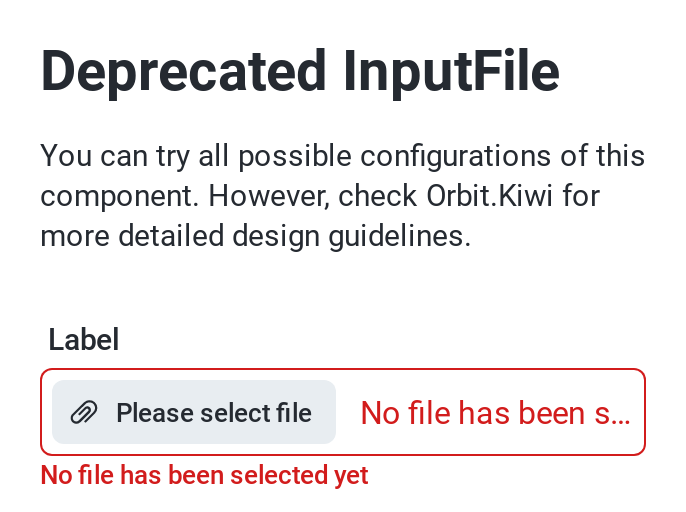 Deprecated InputFile
You can try all possible configurations of this
component. However, check Orbit.Kiwi for
more detailed design guidelines.
Label
Please select file
No file has been s...
No file has been selected yet